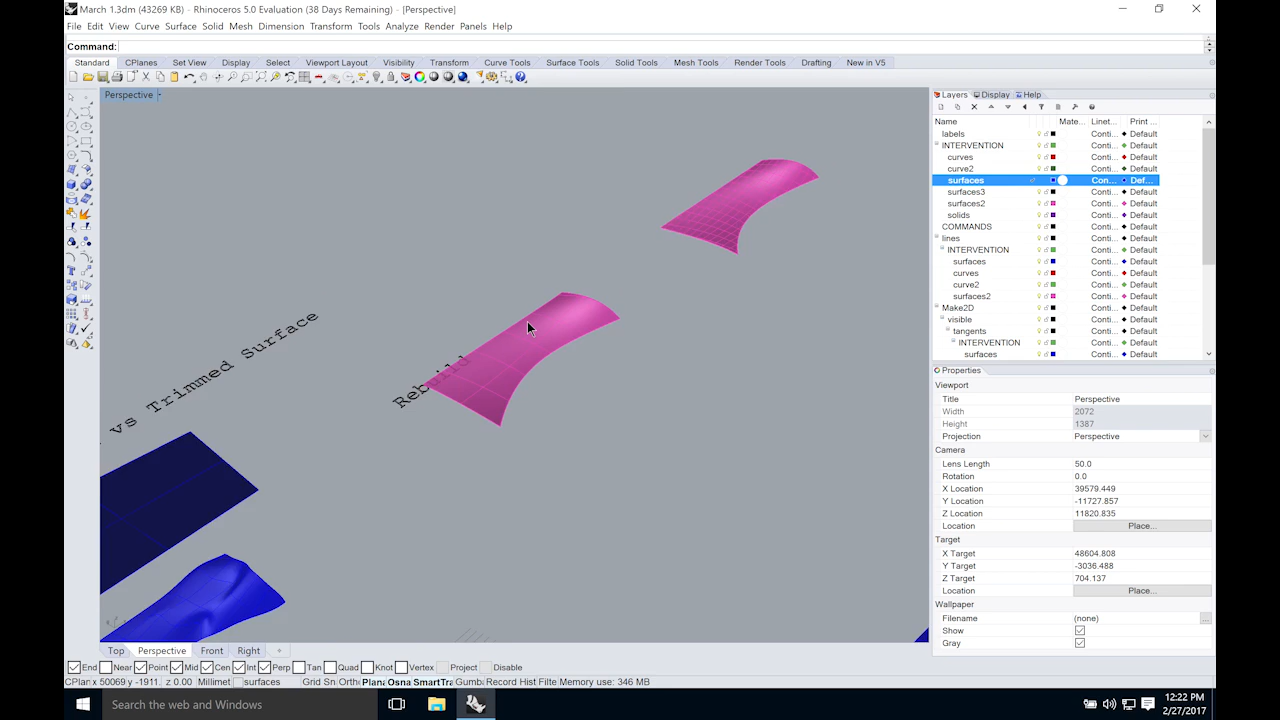 March 1.3dm (43269 KB) - Rhinoceros 5.0 Evaluation (38 Days Remaining) - [Perspective]
File Edit View Curve Surface Solid Mesh Dimension Transform Tools Analyze Render Panels Help
Command:
Standard CPlanes Set View Display Select Viewport Layout Visibility Transform Curve Tools Surface Tools Solid Tools Mesh Tools Render Tools Drafting New in V5
Perspective
vs Trimmed Surface
Rebuild
Layers Display Help
Name Mate... Linet... Print ...
labels Conti... Default
INTERVENTION Conti... Default
curves Conti... Default
curve2 Conti... Default
surfaces Con... Def...
surfaces3 Conti... Default
surfaces2 Conti... Default
solids Conti... Default
COMMANDS Conti... Default
lines Conti... Default
INTERVENTION Conti... Default
surfaces Conti... Default
curves Conti... Default
curve2 Conti... Default
surfaces2 Conti... Default
Make2D Conti... Default
visible Conti... Default
tangents Conti... Default
INTERVENTION Conti... Default
surfaces Conti... Default
Properties
Viewport
Title Perspective
Width 2072
Height 1387
Projection Perspective
Camera
Lens Length 50.0
Rotation 0.0
X Location 39579.449
Y Location -11727.857
Z Location 11820.835
Location Place...
Target
X Target 48604.808
Y Target -3036.488
Z Target 704.137
Location Place...
Wallpaper
Filename (none)
Show
Gray
Top Perspective Front Right
End Near Point Mid Cen Int Perp Tan Quad Knot Vertex Project Disable
CPlan x 50069 y -1911. z 0.00 Millimet surfaces Grid Sn Ortho Plana Osna SmartTra Gumba Record Hist Filte Memory use: 346 MB
Search the web and Windows
12:22 PM
2/27/2017